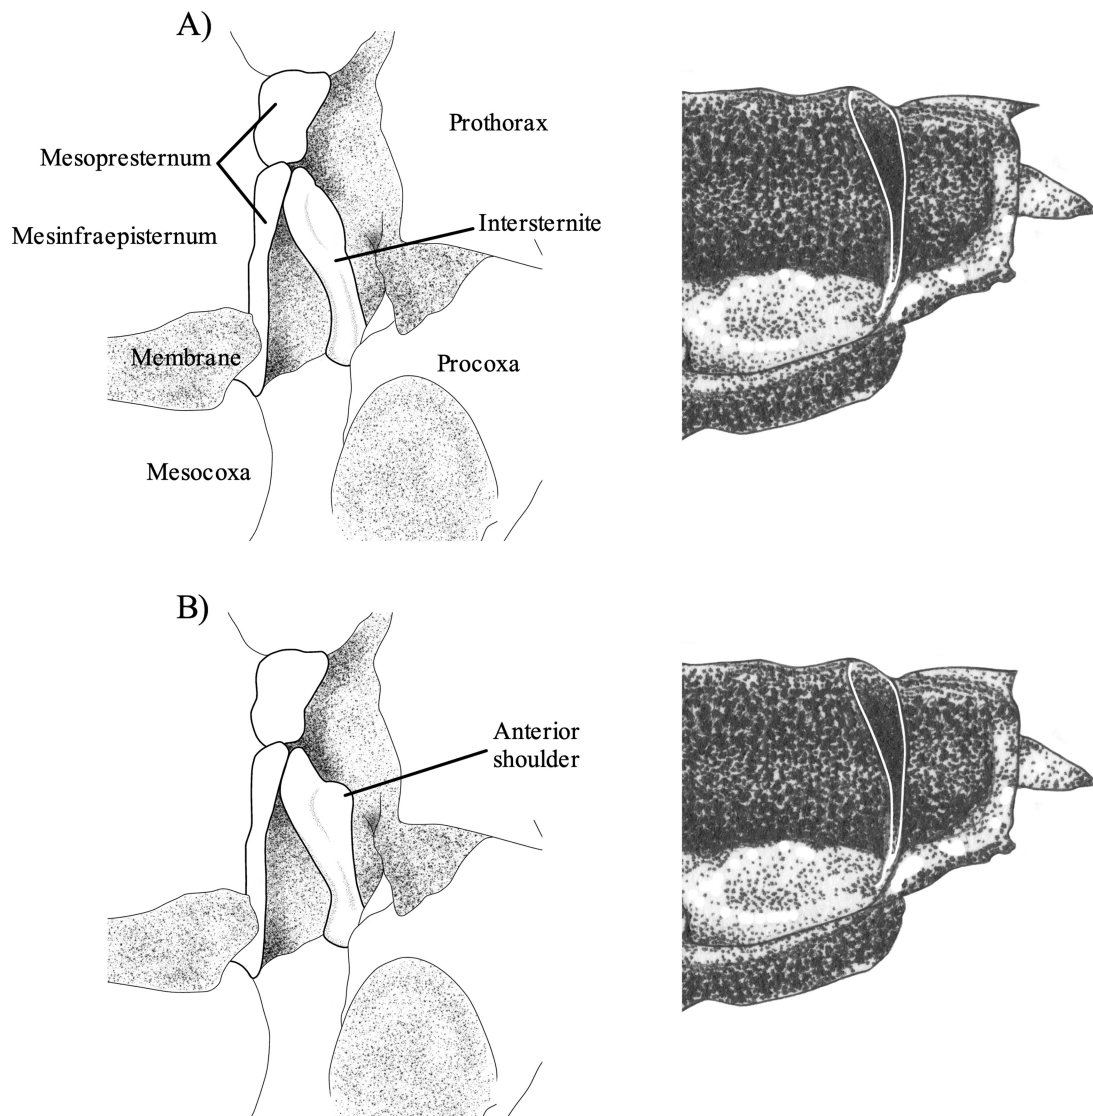 A)
Prothorax
Mesopresternum
Intersternite
Mesinfraepisternum
Membrane
Procoxa
Mesocoxa
B)
Anterior
shoulder